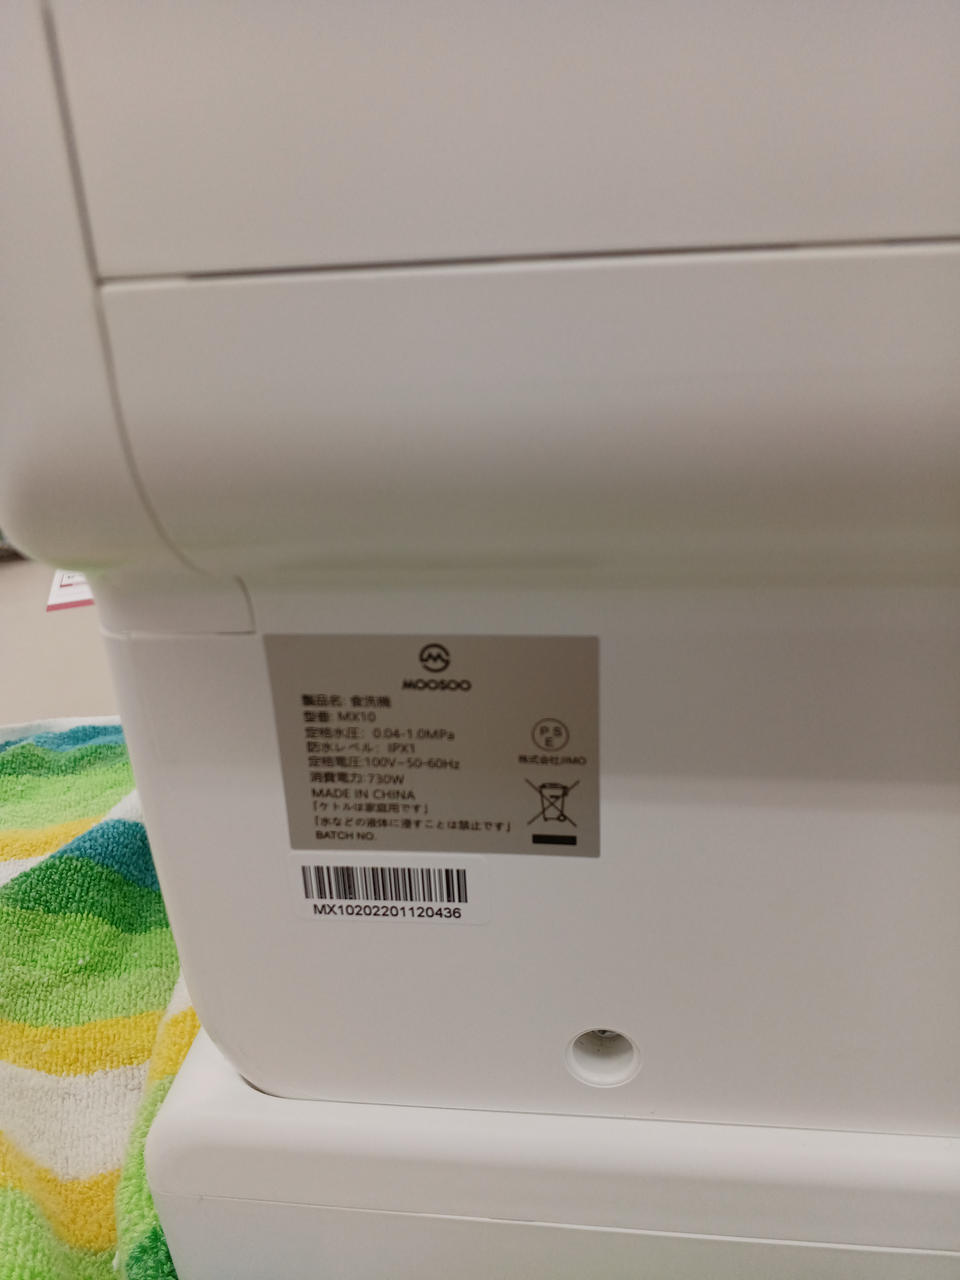 MOOSOO
製品名: 食洗機
型番: MX10
定格水圧: 0.04-1.0MPa
防水レベル: IPX1
定格電圧:100V~50-60Hz
消費電力:730W
MADE IN CHINA
「ケトルは家庭用です」
「水などの液体に浸すことは禁止です」
BATCH NO.
PSE
株式会社JIMO
MX10202201120436